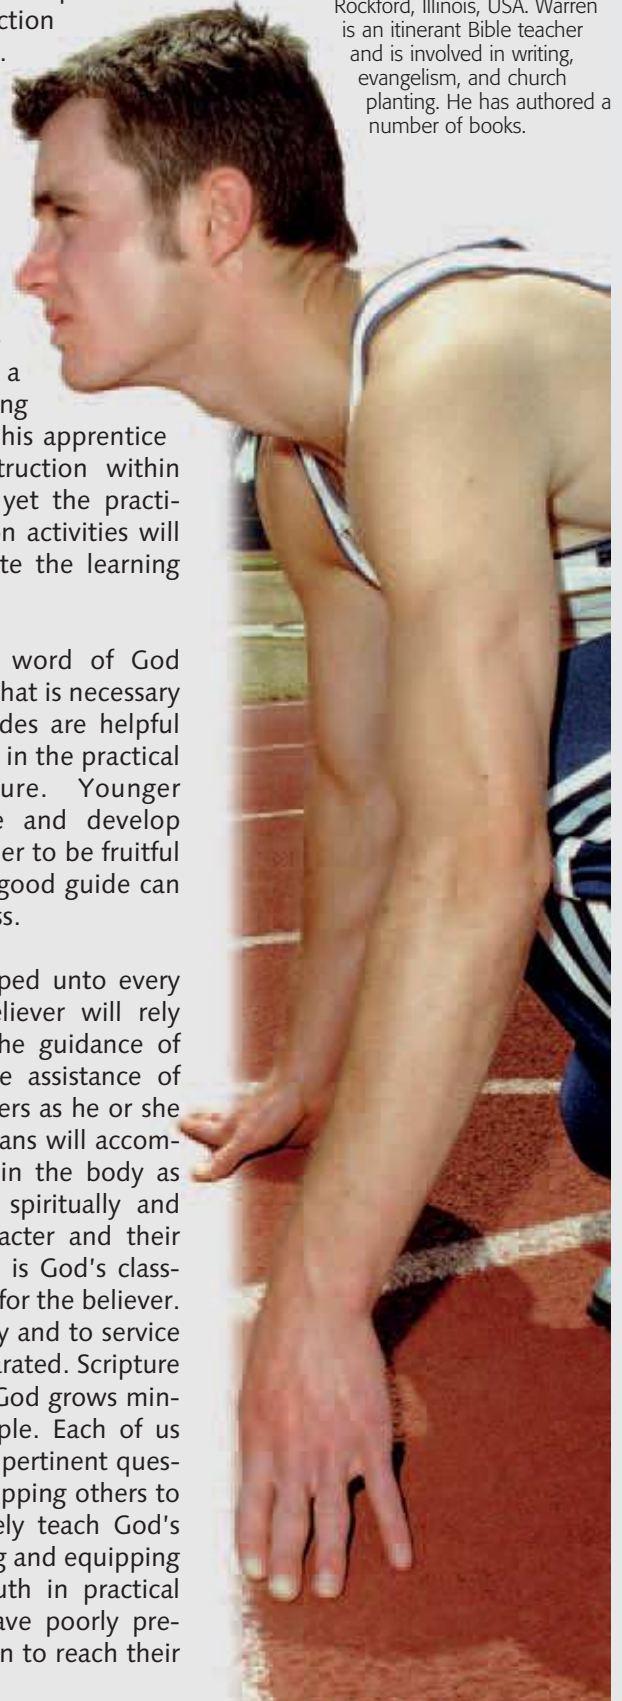 ction
.
a
ng
his apprentice
truction within
yet the practi-
n activities will
te the learning
word of God
hat is necessary
des are helpful
in the practical
ure. Younger
e and develop
er to be fruitful
good guide can
ss.
ped unto every
eliever will rely
he guidance of
e assistance of
ers as he or she
ans will accom-
in the body as
spiritually and
acter and their
is God's class-
for the believer.
y and to service
arated. Scripture
God grows min-
ple. Each of us
pertinent ques-
pping others to
ely teach God's
g and equipping
uth in practical
ave poorly pre-
n to reach their
Rockford, Illinois, USA. Warren
is an itinerant Bible teacher
and is involved in writing,
evangelism, and church
planting. He has authored a
number of books.